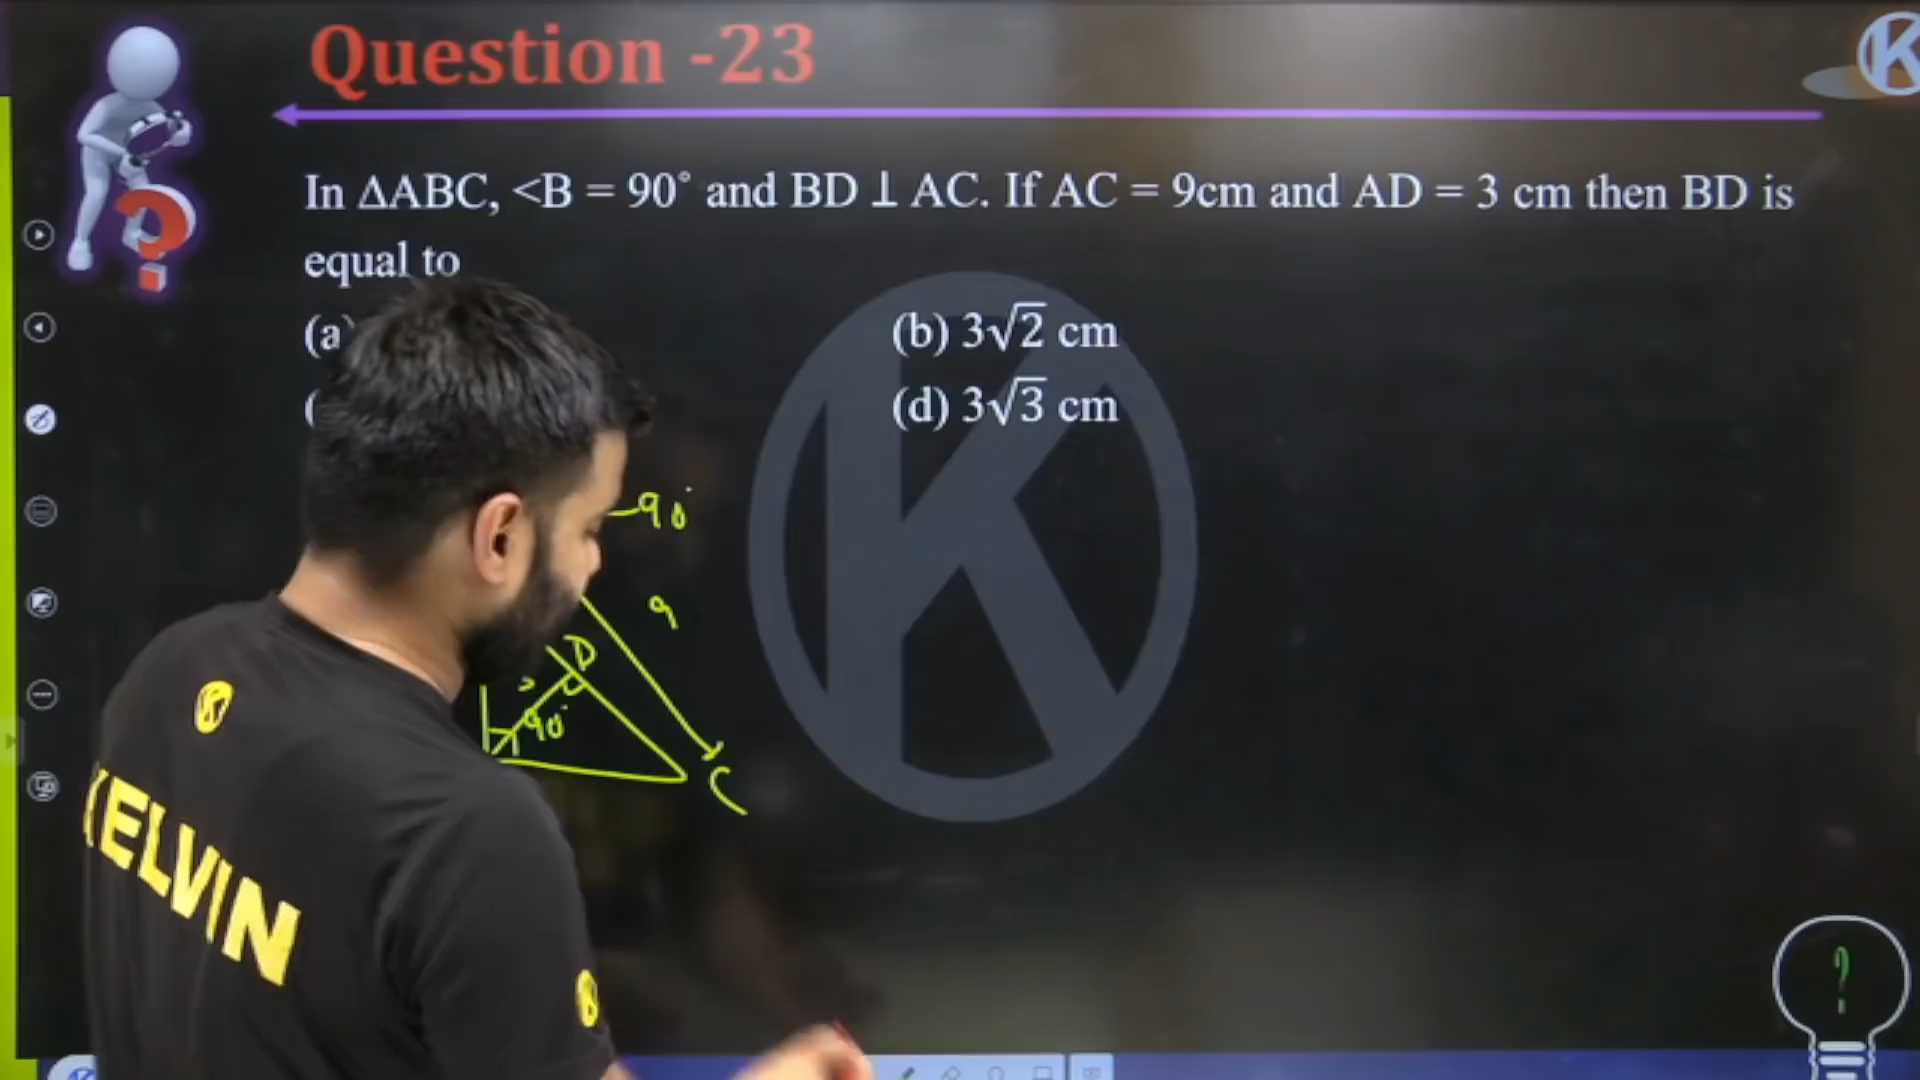 Question -23
In ΔABC, <B = 90° and BD ⊥ AC. If AC = 9cm and AD = 3 cm then BD is
equal to
(a)
(b) 3√2 cm
(
(d) 3√3 cm
90°
9
D
90°
C
KELVIN
K
?